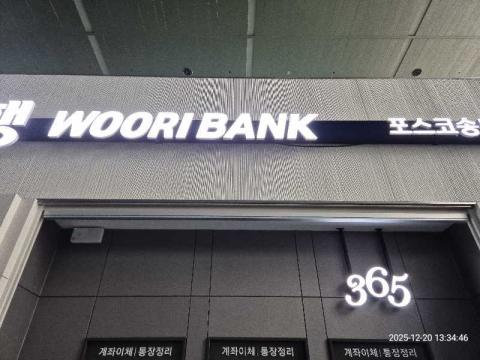 행 WOORI BANK 포스코송
365
2025-12-20 13:34:46
계좌이체 | 통장정리 계좌이체 | 통장정리 계좌이체 | 통장정리